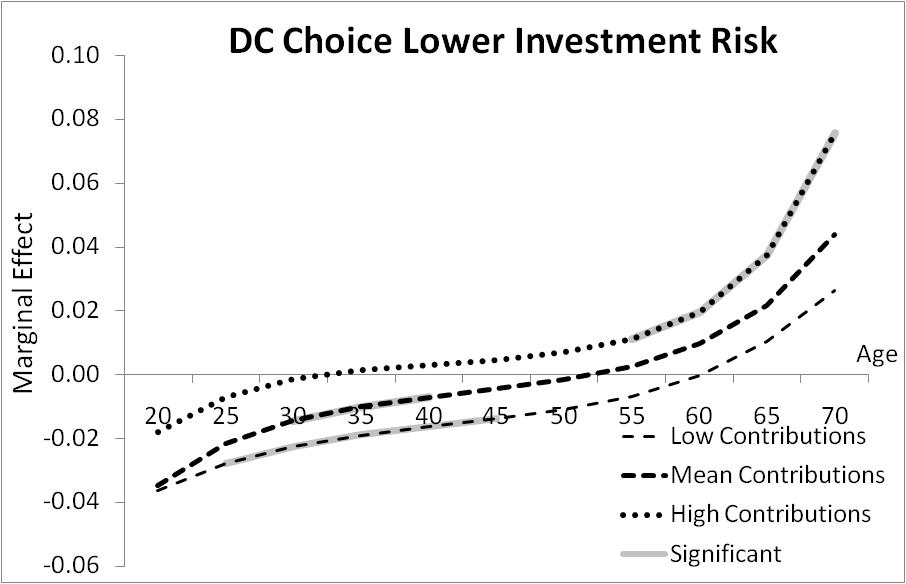 DC Choice Lower Investment Risk
0.10
0.08
0.06
0.04
0.02
0.00
-0.02
-0.04
-0.06
Marginal Effect
Age
20 25 30 35 40 45 50 55 60 65 70
Low Contributions
Mean Contributions
High Contributions
Significant